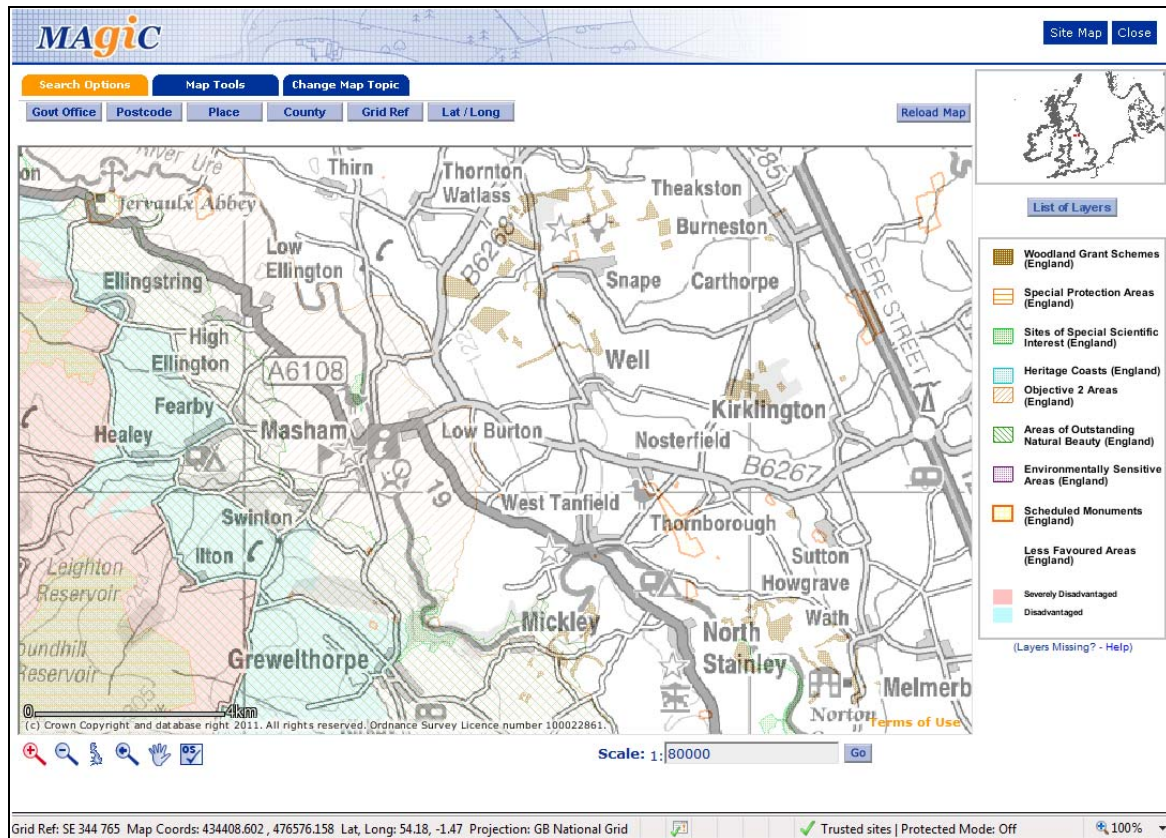 MAgiC
Site Map Close
Search Options Map Tools Change Map Topic
Govt Office Postcode Place County Grid Ref Lat / Long
Reload Map
River Ure
Thirn
Thornton
Watlass
Theakston
Jervaulx Abbey
Burneston
B6268
Low
Ellington
Ellingstring
Snape
Carthorpe
DERE STREET
High
Ellington
Well
A6108
Fearby
Kirklington
Healey
Masham
Low Burton
Nosterfield
B6267
19
West Tanfield
Swinton
Thornborough
Ilton
Sutton
Howgrave
Leighton
Reservoir
Mickley
Wath
North
Stainley
Grewelthorpe
Reservoir
Melmerb
Norton
0 4km
(c) Crown Copyright and database right 2011. All rights reserved. Ordnance Survey Licence number 100022861.
Terms of Use
List of Layers
Woodland Grant Schemes
(England)
Special Protection Areas
(England)
Sites of Special Scientific
Interest (England)
Heritage Coasts (England)
Objective 2 Areas
(England)
Areas of Outstanding
Natural Beauty (England)
Environmentally Sensitive
Areas (England)
Scheduled Monuments
(England)
Less Favoured Areas
(England)
Severely Disadvantaged
Disadvantaged
(Layers Missing? - Help)
OS
Scale: 1: 80000 Go
Grid Ref: SE 344 765 Map Coords: 434408.602 , 476576.158 Lat, Long: 54.18, -1.47 Projection: GB National Grid
Trusted sites | Protected Mode: Off
100%